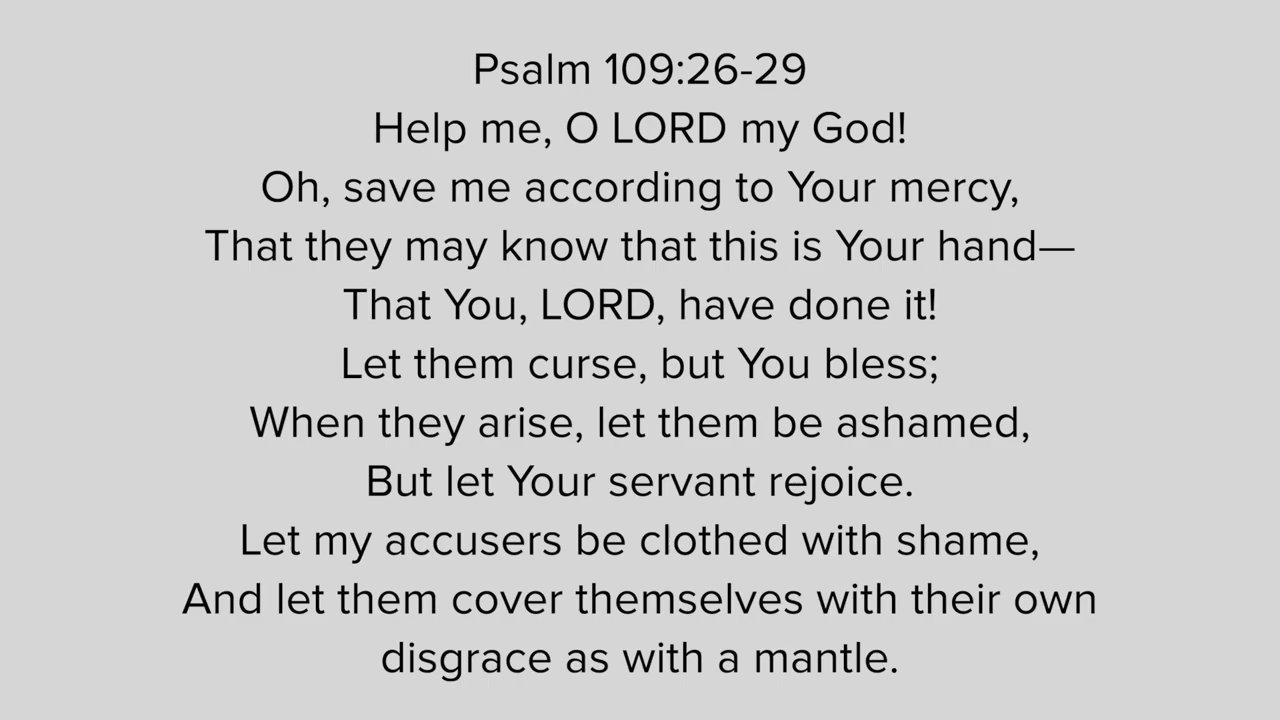 Psalm 109:26-29
Help me, O LORD my God!
Oh, save me according to Your mercy,
That they may know that this is Your hand—
That You, LORD, have done it!
Let them curse, but You bless;
When they arise, let them be ashamed,
But let Your servant rejoice.
Let my accusers be clothed with shame,
And let them cover themselves with their own
disgrace as with a mantle.